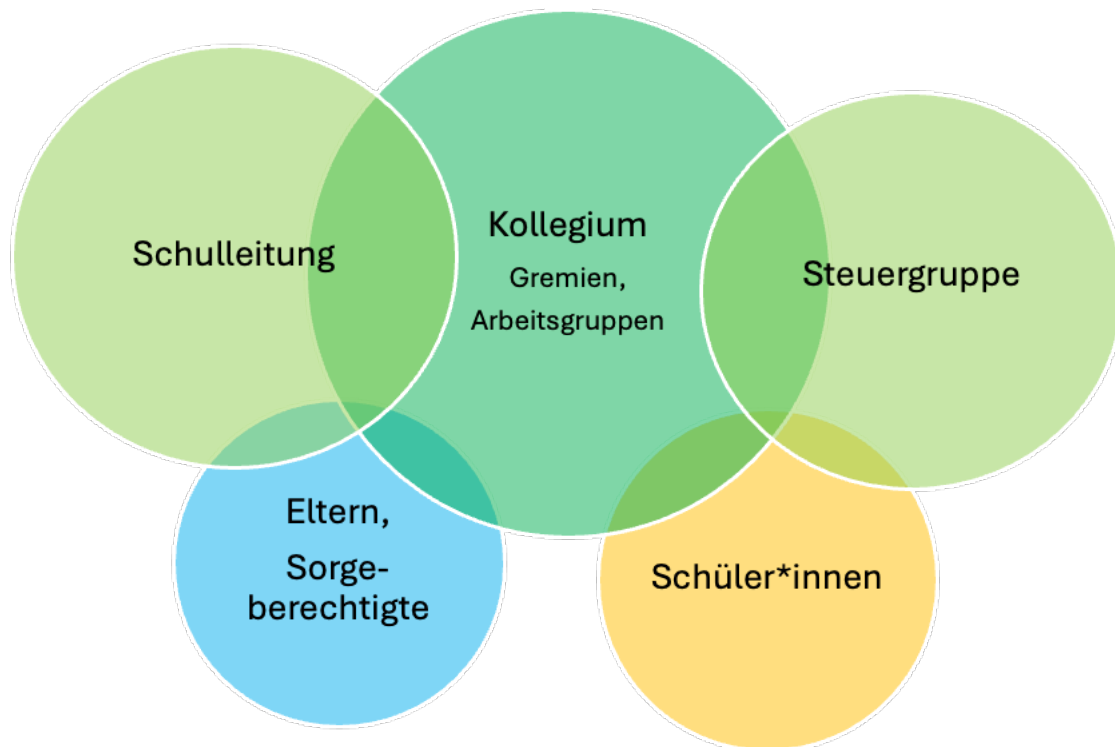 Schulleitung
Kollegium
Gremien,
Arbeitsgruppen
Steuergruppe
Eltern,
Sorge-
berechtigte
Schüler*innen